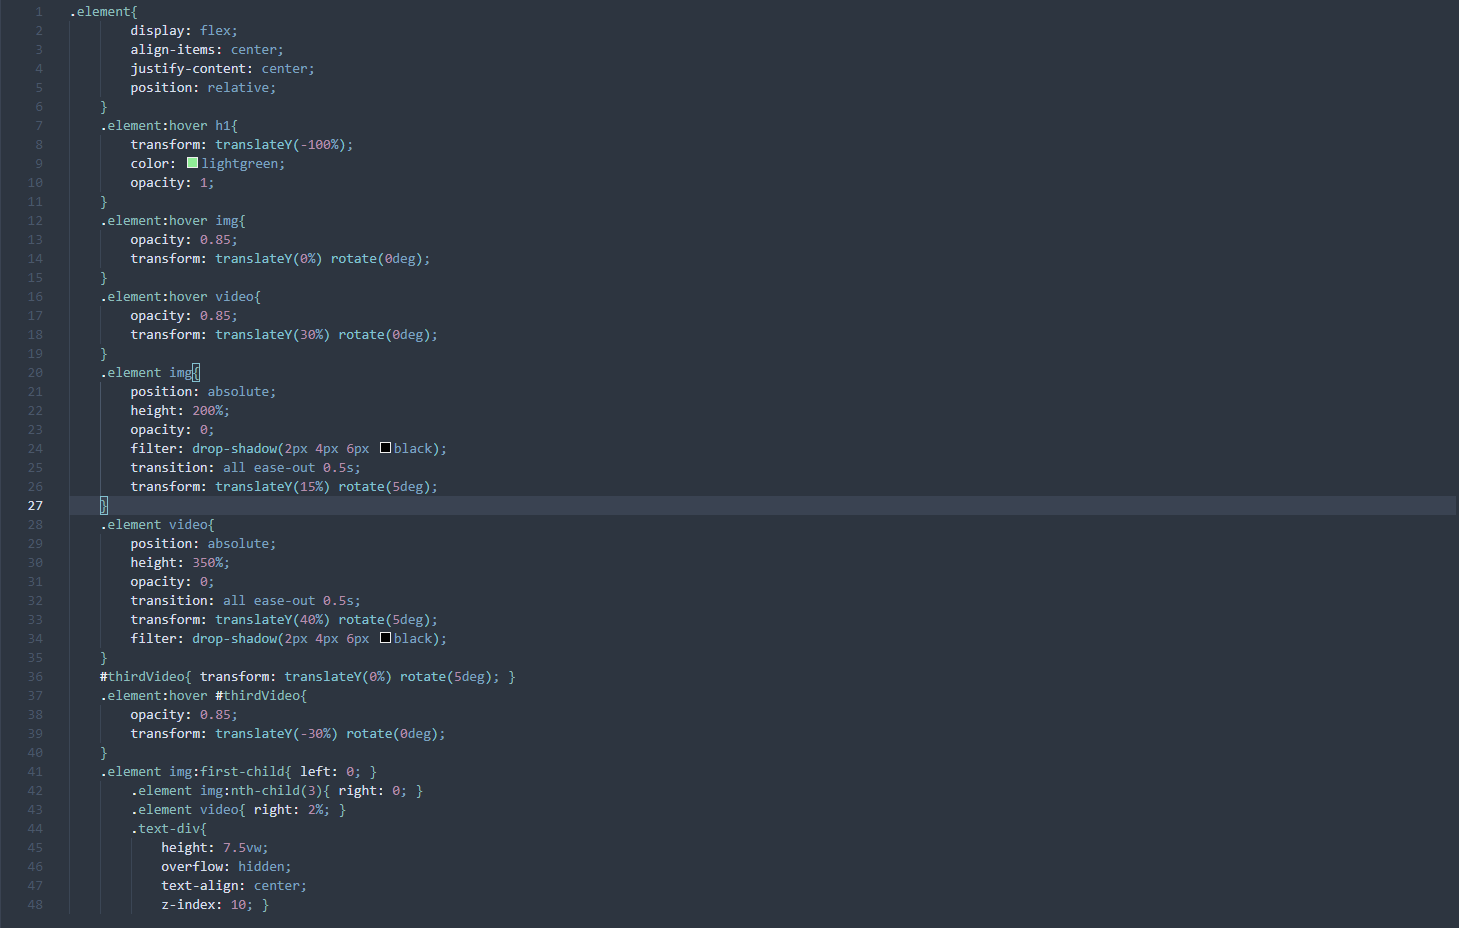 1 .element{
2 display: flex;
3 align-items: center;
4 justify-content: center;
5 position: relative;
6 }
7 .element:hover h1{
8 transform: translateY(-100%);
9 color: lightgreen;
10 opacity: 1;
11 }
12 .element:hover img{
13 opacity: 0.85;
14 transform: translateY(0%) rotate(0deg);
15 }
16 .element:hover video{
17 opacity: 0.85;
18 transform: translateY(30%) rotate(0deg);
19 }
20 .element img{
21 position: absolute;
22 height: 200%;
23 opacity: 0;
24 filter: drop-shadow(2px 4px 6px black);
25 transition: all ease-out 0.5s;
26 transform: translateY(15%) rotate(5deg);
27 }
28 .element video{
29 position: absolute;
30 height: 350%;
31 opacity: 0;
32 transition: all ease-out 0.5s;
33 transform: translateY(40%) rotate(5deg);
34 filter: drop-shadow(2px 4px 6px black);
35 }
36 #thirdVideo{ transform: translateY(0%) rotate(5deg); }
37 .element:hover #thirdVideo{
38 opacity: 0.85;
39 transform: translateY(-30%) rotate(0deg);
40 }
41 .element img:first-child{ left: 0; }
42 .element img:nth-child(3){ right: 0; }
43 .element video{ right: 2%; }
44 .text-div{
45 height: 7.5vw;
46 overflow: hidden;
47 text-align: center;
48 z-index: 10; }